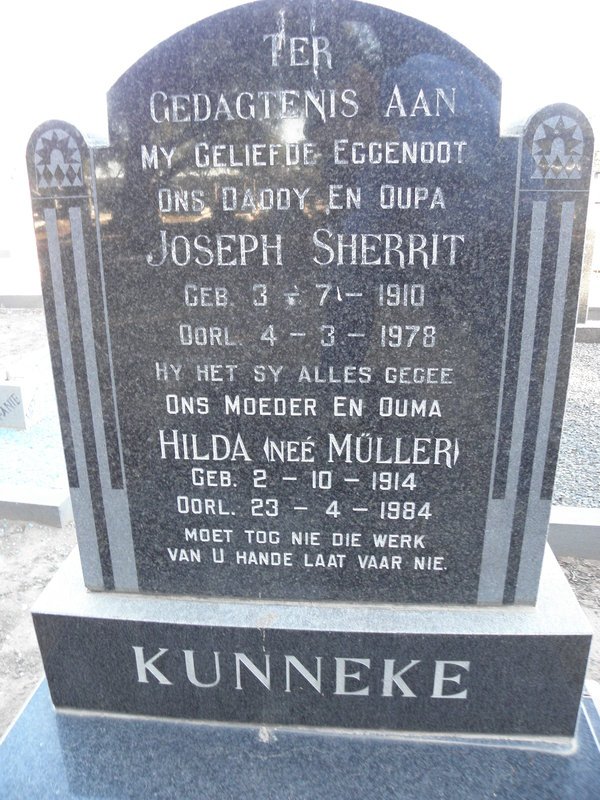 TER
GEDAGTENIS AAN
MY GELIEFDE EGGENOOT
ONS DADDY EN OUPA
JOSEPH SHERRIT
GEB. 3 - 7 - 1910
OORL. 4 - 3 - 1978
HY HET SY ALLES GEGEE
ONS MOEDER EN OUMA
HILDA (NEÉ MŰLLER)
GEB. 2 - 10 - 1914
OORL. 23 - 4 - 1984
MOET TOG NIE DIE WERK
VAN U HANDE LAAT VAAR NIE.
KUNNEKE